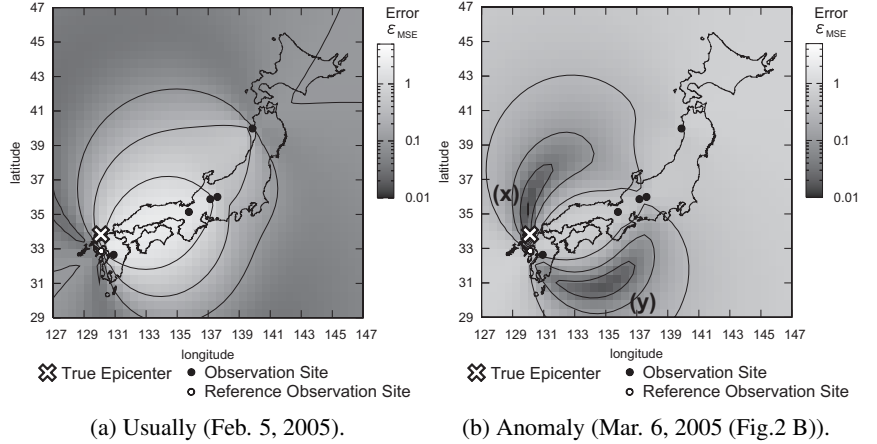 47
45
43
41
39
37
35
33
31
29
latitude
127 129 131 133 135 137 139 141 143 145 147
longitude
Error
εMSE
1
0.1
0.01
True Epicenter
Observation Site
Reference Observation Site
(a) Usually (Feb. 5, 2005).
47
45
43
41
39
37
35
33
31
29
latitude
(x)
(y)
127 129 131 133 135 137 139 141 143 145 147
longitude
Error
εMSE
1
0.1
0.01
True Epicenter
Observation Site
Reference Observation Site
(b) Anomaly (Mar. 6, 2005 (Fig.2 B)).